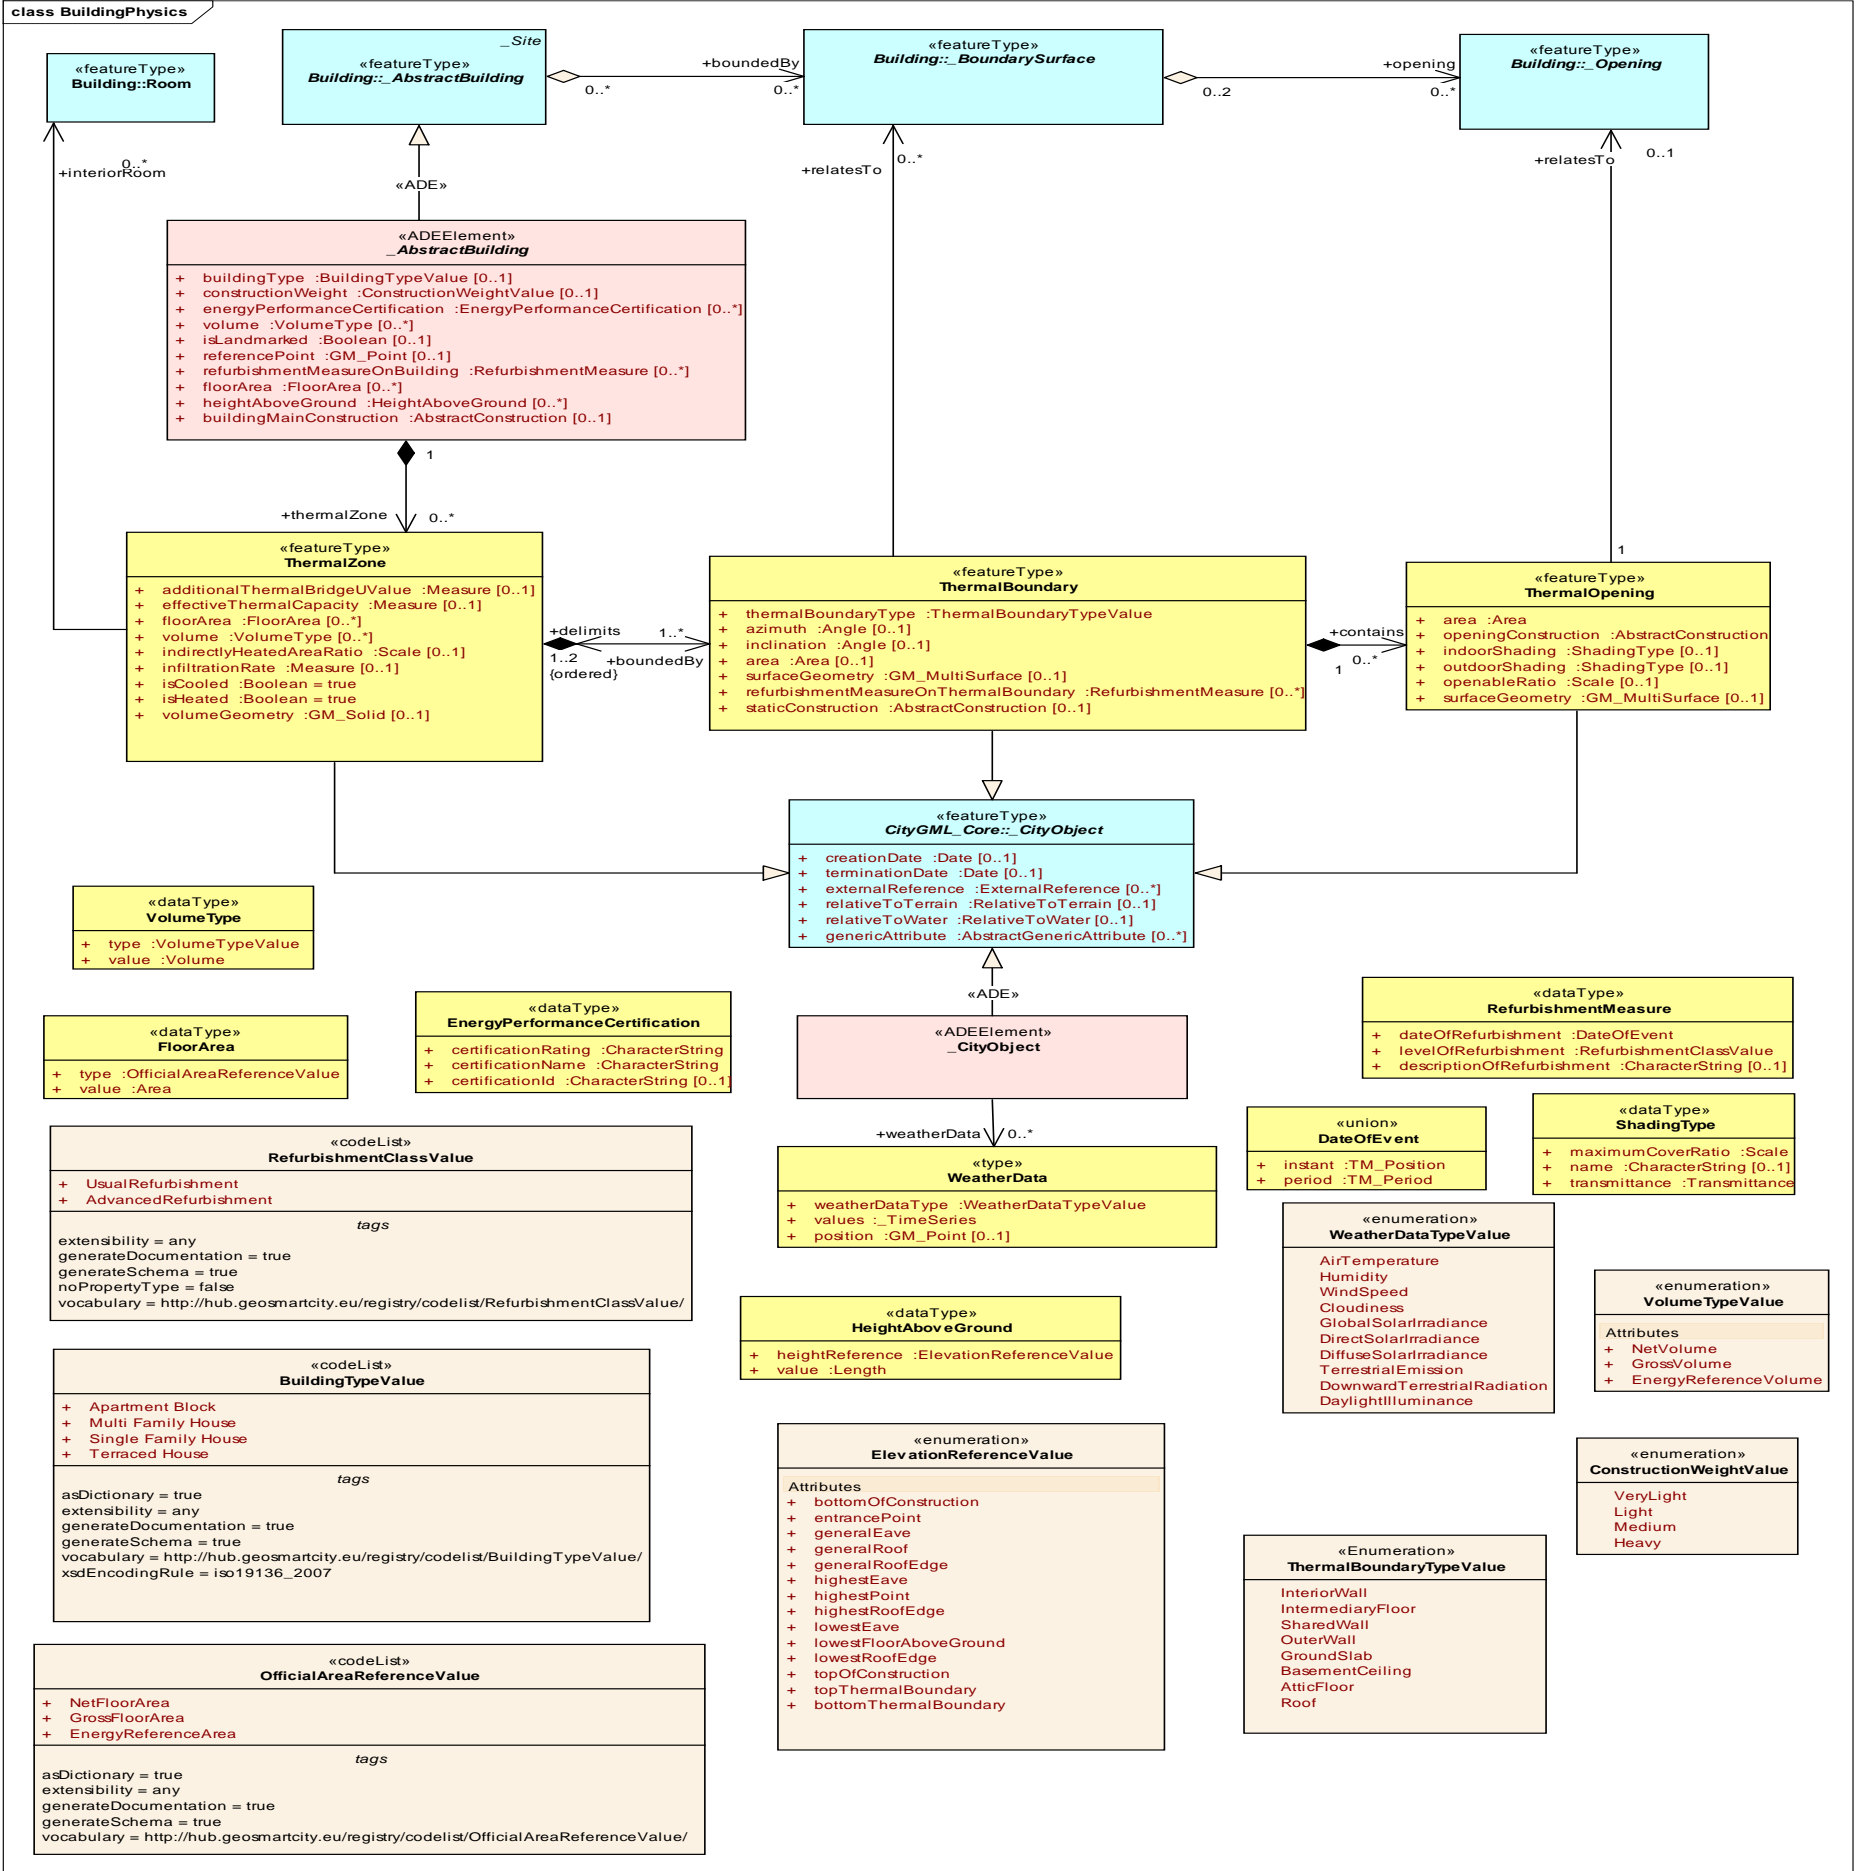 class BuildingPhysics
«featureType»
Building::Room
_Site
«featureType»
Building::_AbstractBuilding
0..*
+boundedBy
0..*
«featureType»
Building::_BoundarySurface
0..2
+opening
0..*
«featureType»
Building::_Opening
0..*
+interiorRoom
«ADE»
+relatesTo
0..*
+relatesTo
0..1
«ADEElement»
_AbstractBuilding
+ buildingType :BuildingTypeValue [0..1]
+ constructionWeight :ConstructionWeightValue [0..1]
+ energyPerformanceCertification :EnergyPerformanceCertification [0..*]
+ volume :VolumeType [0..*]
+ isLandmarked :Boolean [0..1]
+ referencePoint :GM_Point [0..1]
+ refurbishmentMeasureOnBuilding :RefurbishmentMeasure [0..*]
+ floorArea :FloorArea [0..*]
+ heightAboveGround :HeightAboveGround [0..*]
+ buildingMainConstruction :AbstractConstruction [0..1]
1
+thermalZone
0..*
«featureType»
ThermalZone
+ additionalThermalBridgeUValue :Measure [0..1]
+ effectiveThermalCapacity :Measure [0..1]
+ floorArea :FloorArea [0..*]
+ volume :VolumeType [0..*]
+ indirectlyHeatedAreaRatio :Scale [0..1]
+ infiltrationRate :Measure [0..1]
+ isCooled :Boolean = true
+ isHeated :Boolean = true
+ volumeGeometry :GM_Solid [0..1]
+delimits
1..*
1..2
+boundedBy
{ordered}
«featureType»
ThermalBoundary
+ thermalBoundaryType :ThermalBoundaryTypeValue
+ azimuth :Angle [0..1]
+ inclination :Angle [0..1]
+ area :Area [0..1]
+ surfaceGeometry :GM_MultiSurface [0..1]
+ refurbishmentMeasureOnThermalBoundary :RefurbishmentMeasure [0..*]
+ staticConstruction :AbstractConstruction [0..1]
+contains
0..*
1
1
«featureType»
ThermalOpening
+ area :Area
+ openingConstruction :AbstractConstruction
+ indoorShading :ShadingType [0..1]
+ outdoorShading :ShadingType [0..1]
+ openableRatio :Scale [0..1]
+ surfaceGeometry :GM_MultiSurface [0..1]
«featureType»
CityGML_Core::_CityObject
+ creationDate :Date [0..1]
+ terminationDate :Date [0..1]
+ externalReference :ExternalReference [0..*]
+ relativeToTerrain :RelativeToTerrain [0..1]
+ relativeToWater :RelativeToWater [0..1]
+ genericAttribute :AbstractGenericAttribute [0..*]
«dataType»
VolumeType
+ type :VolumeTypeValue
+ value :Volume
«dataType»
FloorArea
+ type :OfficialAreaReferenceValue
+ value :Area
«dataType»
EnergyPerformanceCertification
+ certificationRating :CharacterString
+ certificationName :CharacterString
+ certificationId :CharacterString [0..1]
«ADE»
«ADEElement»
_CityObject
«dataType»
RefurbishmentMeasure
+ dateOfRefurbishment :DateOfEvent
+ levelOfRefurbishment :RefurbishmentClassValue
+ descriptionOfRefurbishment :CharacterString [0..1]
+weatherData
0..*
«type»
WeatherData
+ weatherDataType :WeatherDataTypeValue
+ values :_TimeSeries
+ position :GM_Point [0..1]
«union»
DateOfEvent
+ instant :TM_Position
+ period :TM_Period
«dataType»
ShadingType
+ maximumCoverRatio :Scale
+ name :CharacterString [0..1]
+ transmittance :Transmittance
«codeList»
RefurbishmentClassValue
+ UsualRefurbishment
+ AdvancedRefurbishment
tags
extensibility = any
generateDocumentation = true
generateSchema = true
noPropertyType = false
vocabulary = http://hub.geosmartcity.eu/registry/codelist/RefurbishmentClassValue/
«enumeration»
WeatherDataTypeValue
AirTemperature
Humidity
WindSpeed
Cloudiness
GlobalSolarIrradiance
DirectSolarIrradiance
DiffuseSolarIrradiance
TerrestrialEmission
DownwardTerrestrialRadiation
DaylightIlluminance
«enumeration»
VolumeTypeValue
Attributes
+ NetVolume
+ GrossVolume
+ EnergyReferenceVolume
«dataType»
HeightAboveGround
+ heightReference :ElevationReferenceValue
+ value :Length
«codeList»
BuildingTypeValue
+ Apartment Block
+ Multi Family House
+ Single Family House
+ Terraced House
tags
asDictionary = true
extensibility = any
generateDocumentation = true
generateSchema = true
vocabulary = http://hub.geosmartcity.eu/registry/codelist/BuildingTypeValue/
xsdEncodingRule = iso19136_2007
«enumeration»
ElevationReferenceValue
Attributes
+ bottomOfConstruction
+ entrancePoint
+ generalEave
+ generalRoof
+ generalRoofEdge
+ highestEave
+ highestPoint
+ highestRoofEdge
+ lowestEave
+ lowestFloorAboveGround
+ lowestRoofEdge
+ topOfConstruction
+ topThermalBoundary
+ bottomThermalBoundary
«enumeration»
ConstructionWeightValue
VeryLight
Light
Medium
Heavy
«Enumeration»
ThermalBoundaryTypeValue
InteriorWall
IntermediaryFloor
SharedWall
OuterWall
GroundSlab
BasementCeiling
AtticFloor
Roof
«codeList»
OfficialAreaReferenceValue
+ NetFloorArea
+ GrossFloorArea
+ EnergyReferenceArea
tags
asDictionary = true
extensibility = any
generateDocumentation = true
generateSchema = true
vocabulary = http://hub.geosmartcity.eu/registry/codelist/OfficialAreaReferenceValue/